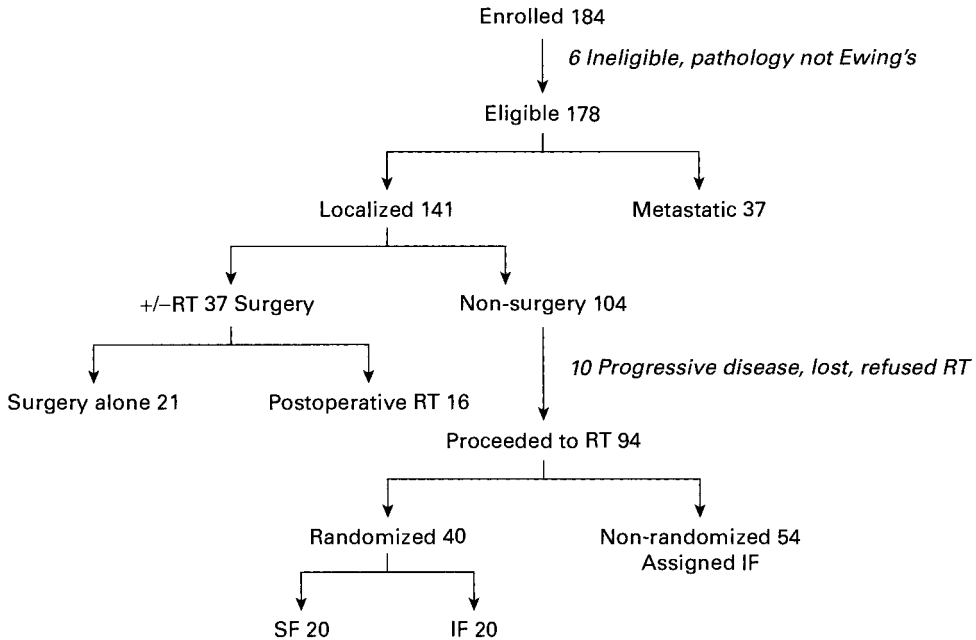 Enrolled 184
6 Ineligible, pathology not Ewing's
Eligible 178
Localized 141
Metastatic 37
+/−RT 37 Surgery
Non-surgery 104
10 Progressive disease, lost, refused RT
Surgery alone 21
Postoperative RT 16
Proceeded to RT 94
Randomized 40
Non-randomized 54
Assigned IF
SF 20
IF 20